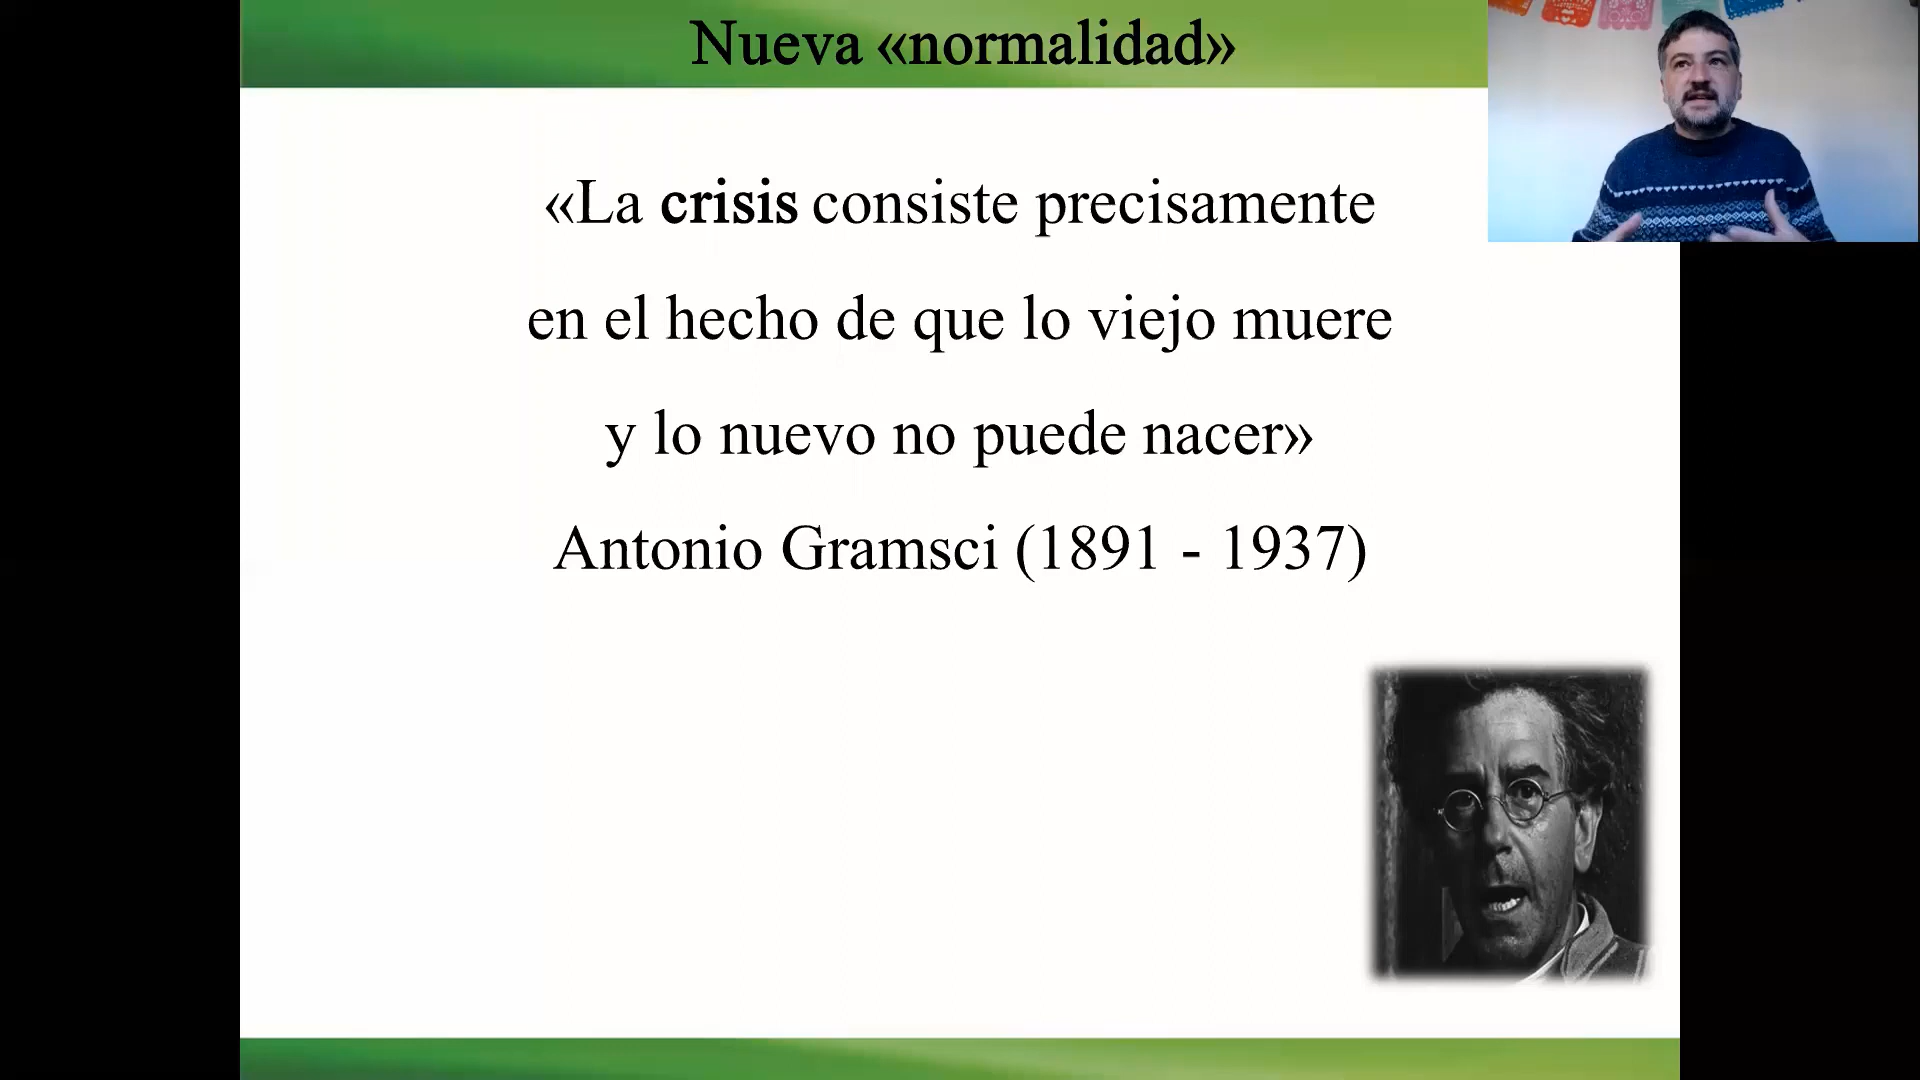 Nueva «normalidad»
«La crisis consiste precisamente
en el hecho de que lo viejo muere
y lo nuevo no puede nacer»
Antonio Gramsci (1891 - 1937)